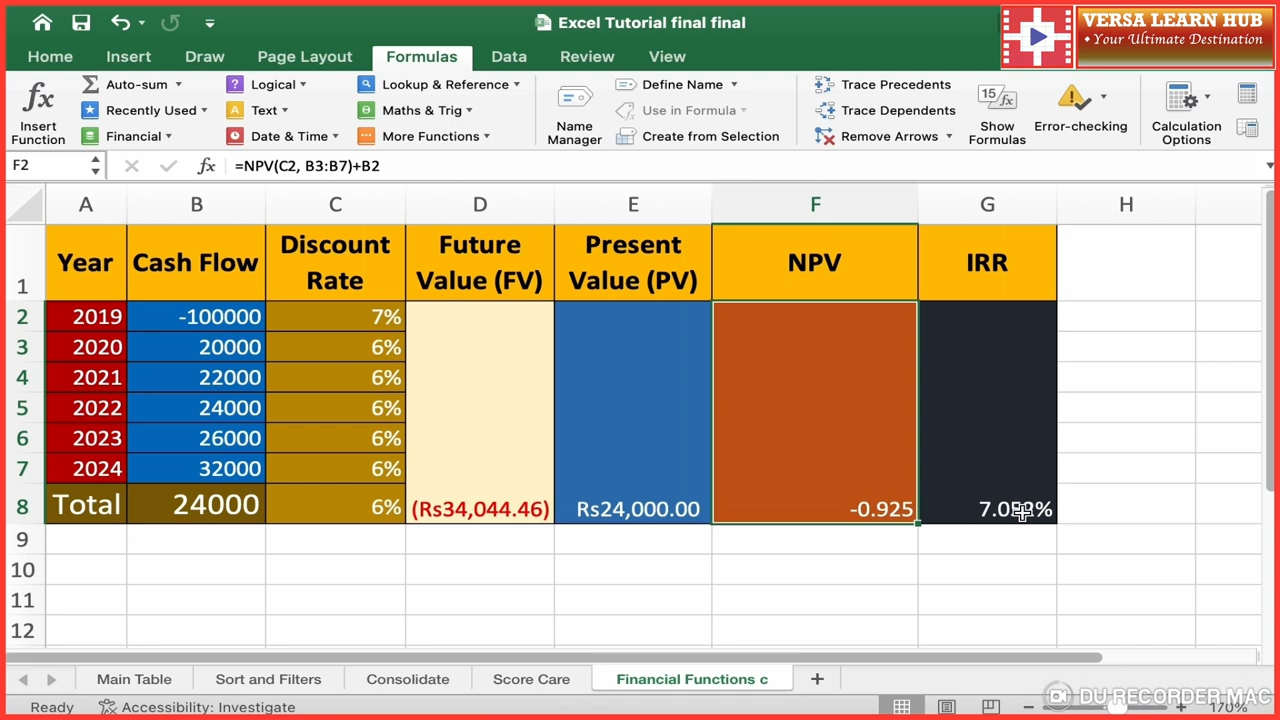 Excel Tutorial final final
VERSA LEARN HUB
• Your Ultimate Destination
Home Insert Draw Page Layout Formulas Data Review View
Insert Function
Auto-sum
Recently Used
Financial
Logical
Text
Date & Time
Lookup & Reference
Maths & Trig
More Functions
Name Manager
Define Name
Use in Formula
Create from Selection
Trace Precedents
Trace Dependents
Remove Arrows
Show Formulas
Error-checking
Calculation Options
F2 fx =NPV(C2, B3:B7)+B2
A B C D E F G H
1 Year Cash Flow Discount Rate Future Value (FV) Present Value (PV) NPV IRR
2 2019 -100000 7%
3 2020 20000 6%
4 2021 22000 6%
5 2022 24000 6%
6 2023 26000 6%
7 2024 32000 6%
8 Total 24000 6% (Rs34,044.46) Rs24,000.00 -0.925
9
10
11
12
Main Table Sort and Filters Consolidate Score Care Financial Functions c
Ready Accessibility: Investigate 170%
DU RECORDER MAC